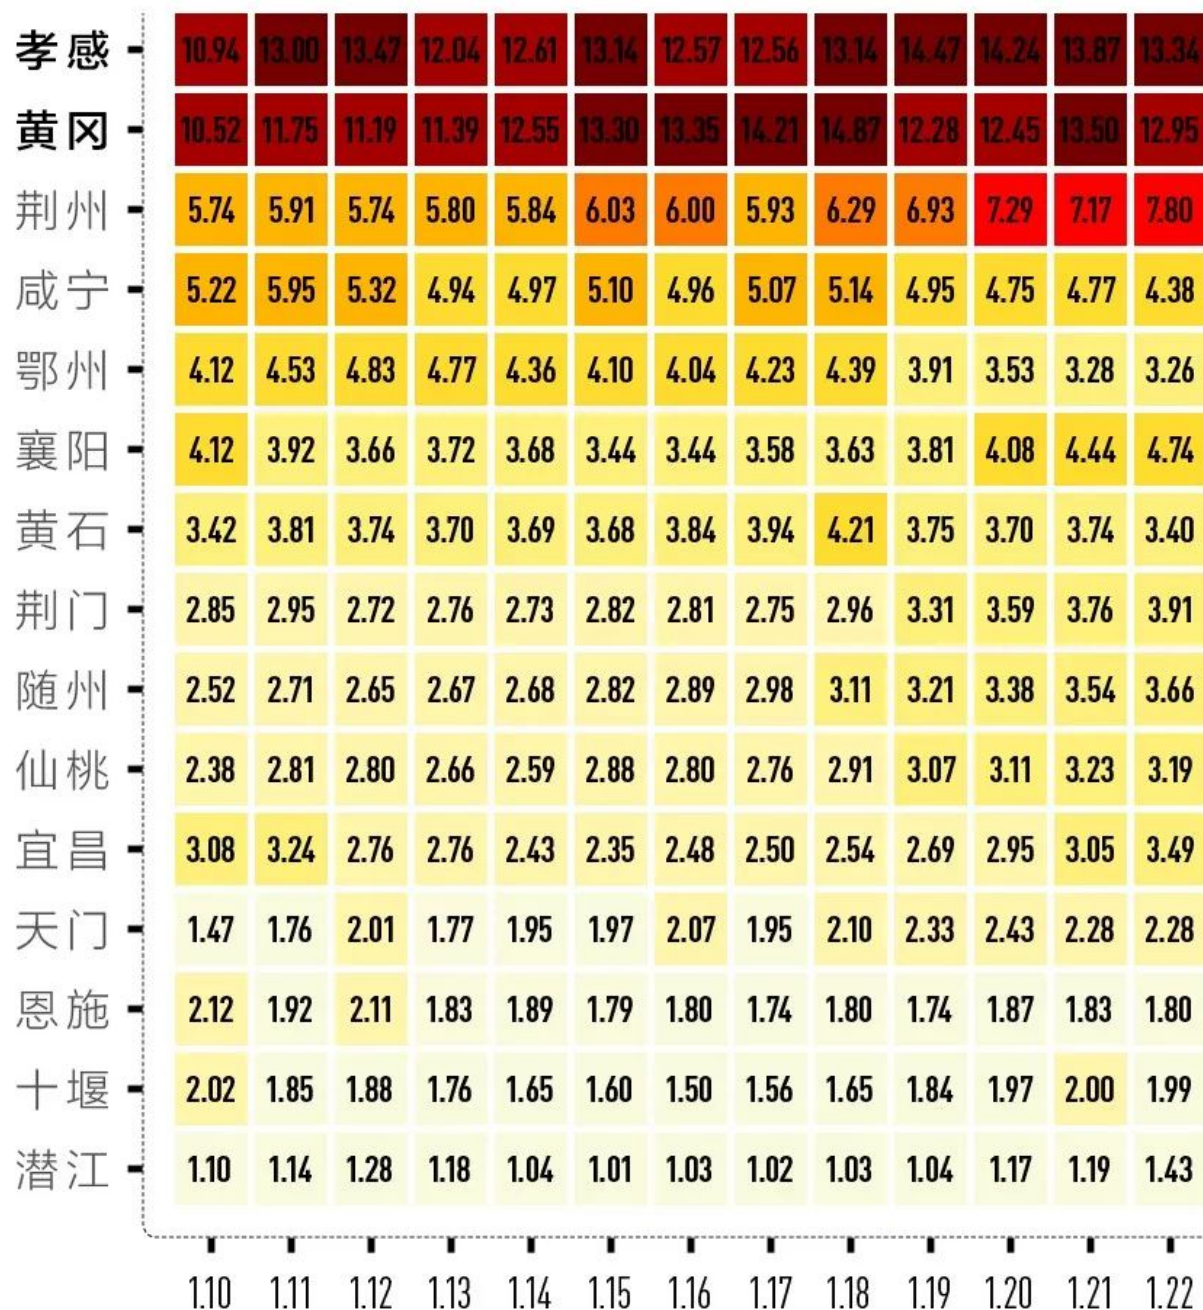 孝感 10.94 13.00 13.47 12.04 12.61 13.14 12.57 12.56 13.14 14.47 14.24 13.87 13.34
黄冈 10.52 11.75 11.19 11.39 12.55 13.30 13.35 14.21 14.87 12.28 12.45 13.50 12.95
荆州 5.74 5.91 5.74 5.80 5.84 6.03 6.00 5.93 6.29 6.93 7.29 7.17 7.80
咸宁 5.22 5.95 5.32 4.94 4.97 5.10 4.96 5.07 5.14 4.95 4.75 4.77 4.38
鄂州 4.12 4.53 4.83 4.77 4.36 4.10 4.04 4.23 4.39 3.91 3.53 3.28 3.26
襄阳 4.12 3.92 3.66 3.72 3.68 3.44 3.44 3.58 3.63 3.81 4.08 4.44 4.74
黄石 3.42 3.81 3.74 3.70 3.69 3.68 3.84 3.94 4.21 3.75 3.70 3.74 3.40
荆门 2.85 2.95 2.72 2.76 2.73 2.82 2.81 2.75 2.96 3.31 3.59 3.76 3.91
随州 2.52 2.71 2.65 2.67 2.68 2.82 2.89 2.98 3.11 3.21 3.38 3.54 3.66
仙桃 2.38 2.81 2.80 2.66 2.59 2.88 2.80 2.76 2.91 3.07 3.11 3.23 3.19
宜昌 3.08 3.24 2.76 2.76 2.43 2.35 2.48 2.50 2.54 2.69 2.95 3.05 3.49
天门 1.47 1.76 2.01 1.77 1.95 1.97 2.07 1.95 2.10 2.33 2.43 2.28 2.28
恩施 2.12 1.92 2.11 1.83 1.89 1.79 1.80 1.74 1.80 1.74 1.87 1.83 1.80
十堰 2.02 1.85 1.88 1.76 1.65 1.60 1.50 1.56 1.65 1.84 1.97 2.00 1.99
潜江 1.10 1.14 1.28 1.18 1.04 1.01 1.03 1.02 1.03 1.04 1.17 1.19 1.43
1.10 1.11 1.12 1.13 1.14 1.15 1.16 1.17 1.18 1.19 1.20 1.21 1.22